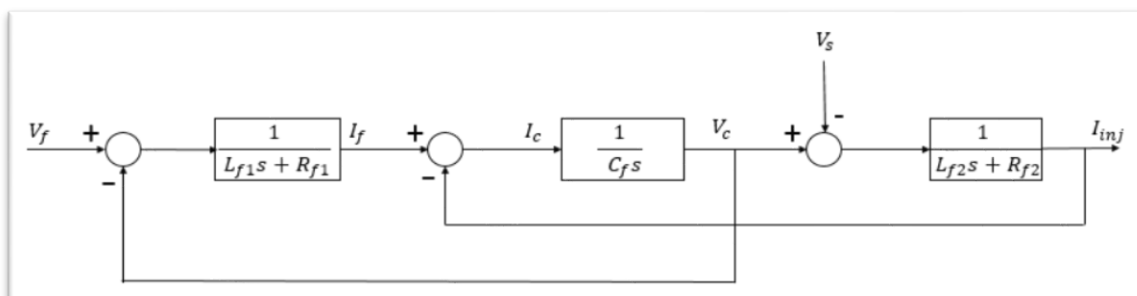 V_s
-
V_f + 1 I_f + I_c 1 V_c + 1 I_inj
L_f1 s + R_f1 C_f s L_f2 s + R_f2
- -